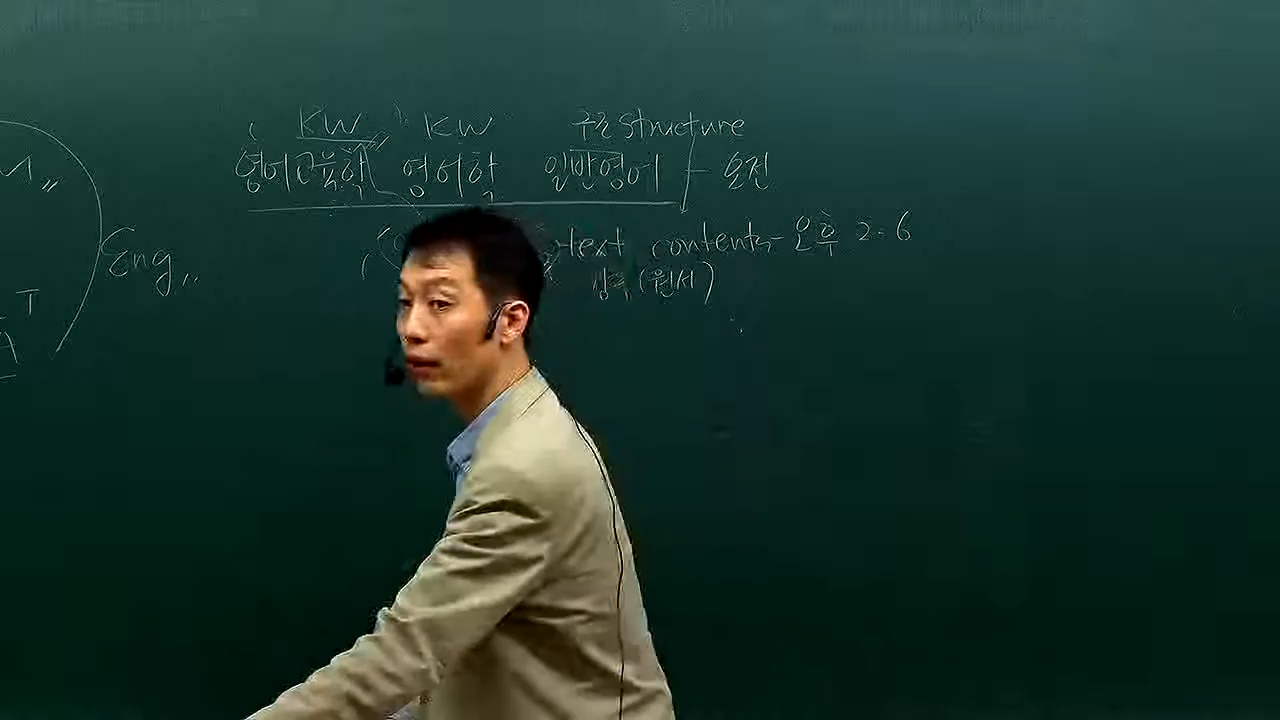 KW KW 구조 Structure
영어교육학 영어학 일반영어 - 오전
text contents - 오후 2-6
(원서)
Eng
T
A